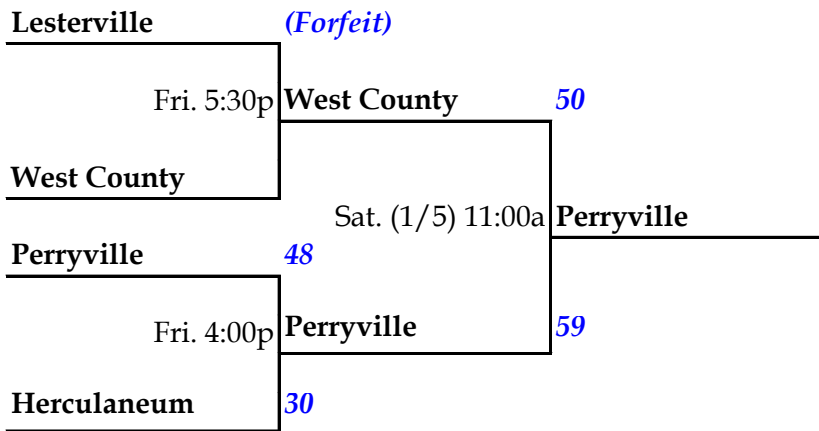 Lesterville (Forfeit)
Fri. 5:30p West County 50
West County
Sat. (1/5) 11:00a Perryville
Perryville 48
Fri. 4:00p Perryville 59
Herculaneum 30